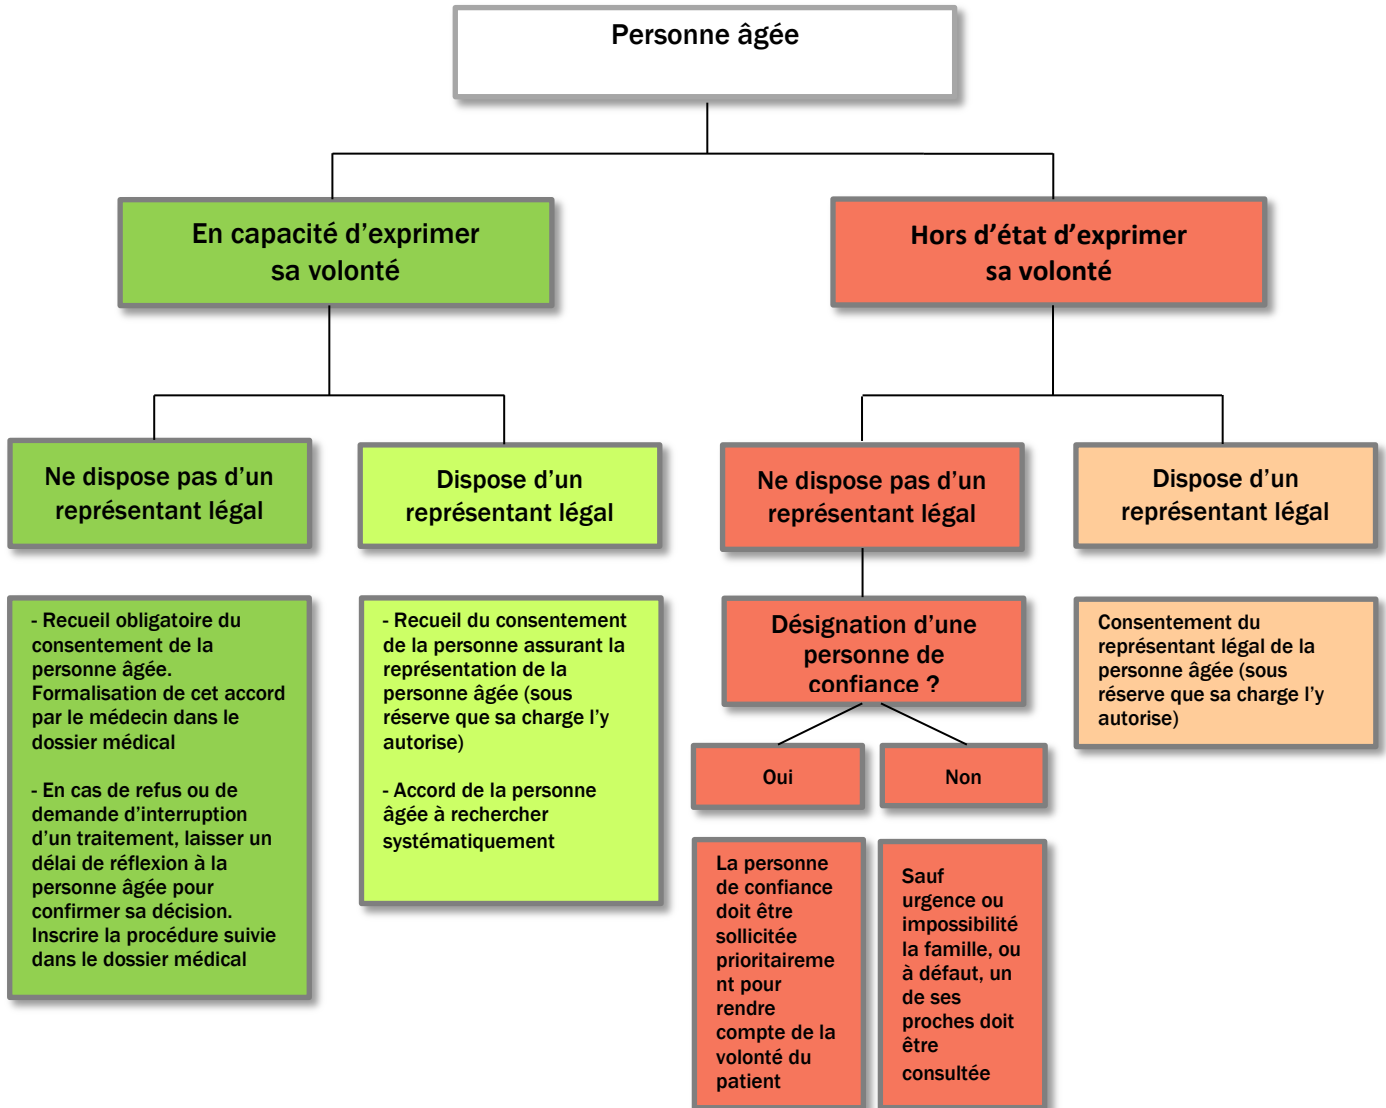 Personne âgée
En capacité d'exprimer
sa volonté
Hors d'état d'exprimer
sa volonté
Ne dispose pas d'un
représentant légal
Dispose d'un
représentant légal
Ne dispose pas d'un
représentant légal
Dispose d'un
représentant légal
- Recueil obligatoire du
consentement de la
personne âgée.
Formalisation de cet accord
par le médecin dans le
dossier médical
- En cas de refus ou de
demande d'interruption
d'un traitement, laisser un
délai de réflexion à la
personne âgée pour
confirmer sa décision.
Inscrire la procédure suivie
dans le dossier médical
- Recueil du consentement
de la personne assurant la
représentation de la
personne âgée (sous
réserve que sa charge l'y
autorise)
- Accord de la personne
âgée à rechercher
systématiquement
Désignation d'une
personne de
confiance ?
Consentement du
représentant légal de la
personne âgée (sous
réserve que sa charge l'y
autorise)
Oui
Non
La personne
de confiance
doit être
sollicitée
prioritaireme
nt pour
rendre
compte de la
volonté du
patient
Sauf
urgence ou
impossibilité
la famille, ou
à défaut, un
de ses
proches doit
être
consultée